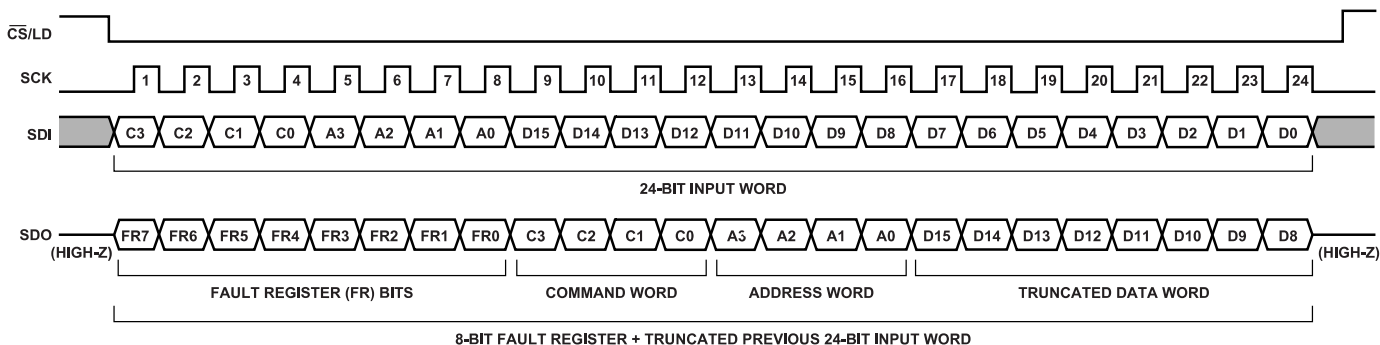 CS/LD
SCK 1 2 3 4 5 6 7 8 9 10 11 12 13 14 15 16 17 18 19 20 21 22 23 24
SDI C3 C2 C1 C0 A3 A2 A1 A0 D15 D14 D13 D12 D11 D10 D9 D8 D7 D6 D5 D4 D3 D2 D1 D0
24-BIT INPUT WORD
SDO FR7 FR6 FR5 FR4 FR3 FR2 FR1 FR0 C3 C2 C1 C0 A3 A2 A1 A0 D15 D14 D13 D12 D11 D10 D9 D8
(HIGH-Z) (HIGH-Z)
FAULT REGISTER (FR) BITS COMMAND WORD ADDRESS WORD TRUNCATED DATA WORD
8-BIT FAULT REGISTER + TRUNCATED PREVIOUS 24-BIT INPUT WORD